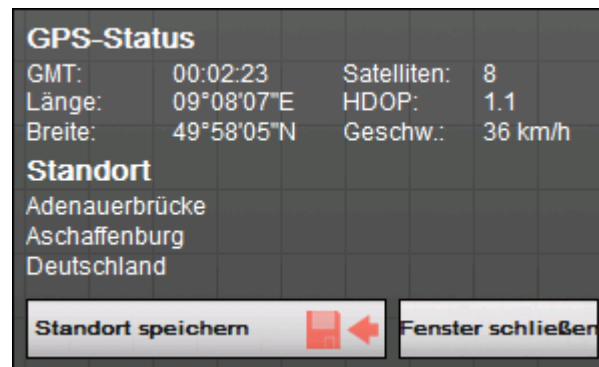 GPS-Status
GMT: 00:02:23 Satelliten: 8
Länge: 09°08'07"E HDOP: 1.1
Breite: 49°58'05"N Geschw.: 36 km/h
Standort
Adenauerbrücke
Aschaffenburg
Deutschland
Standort speichern Fenster schließen